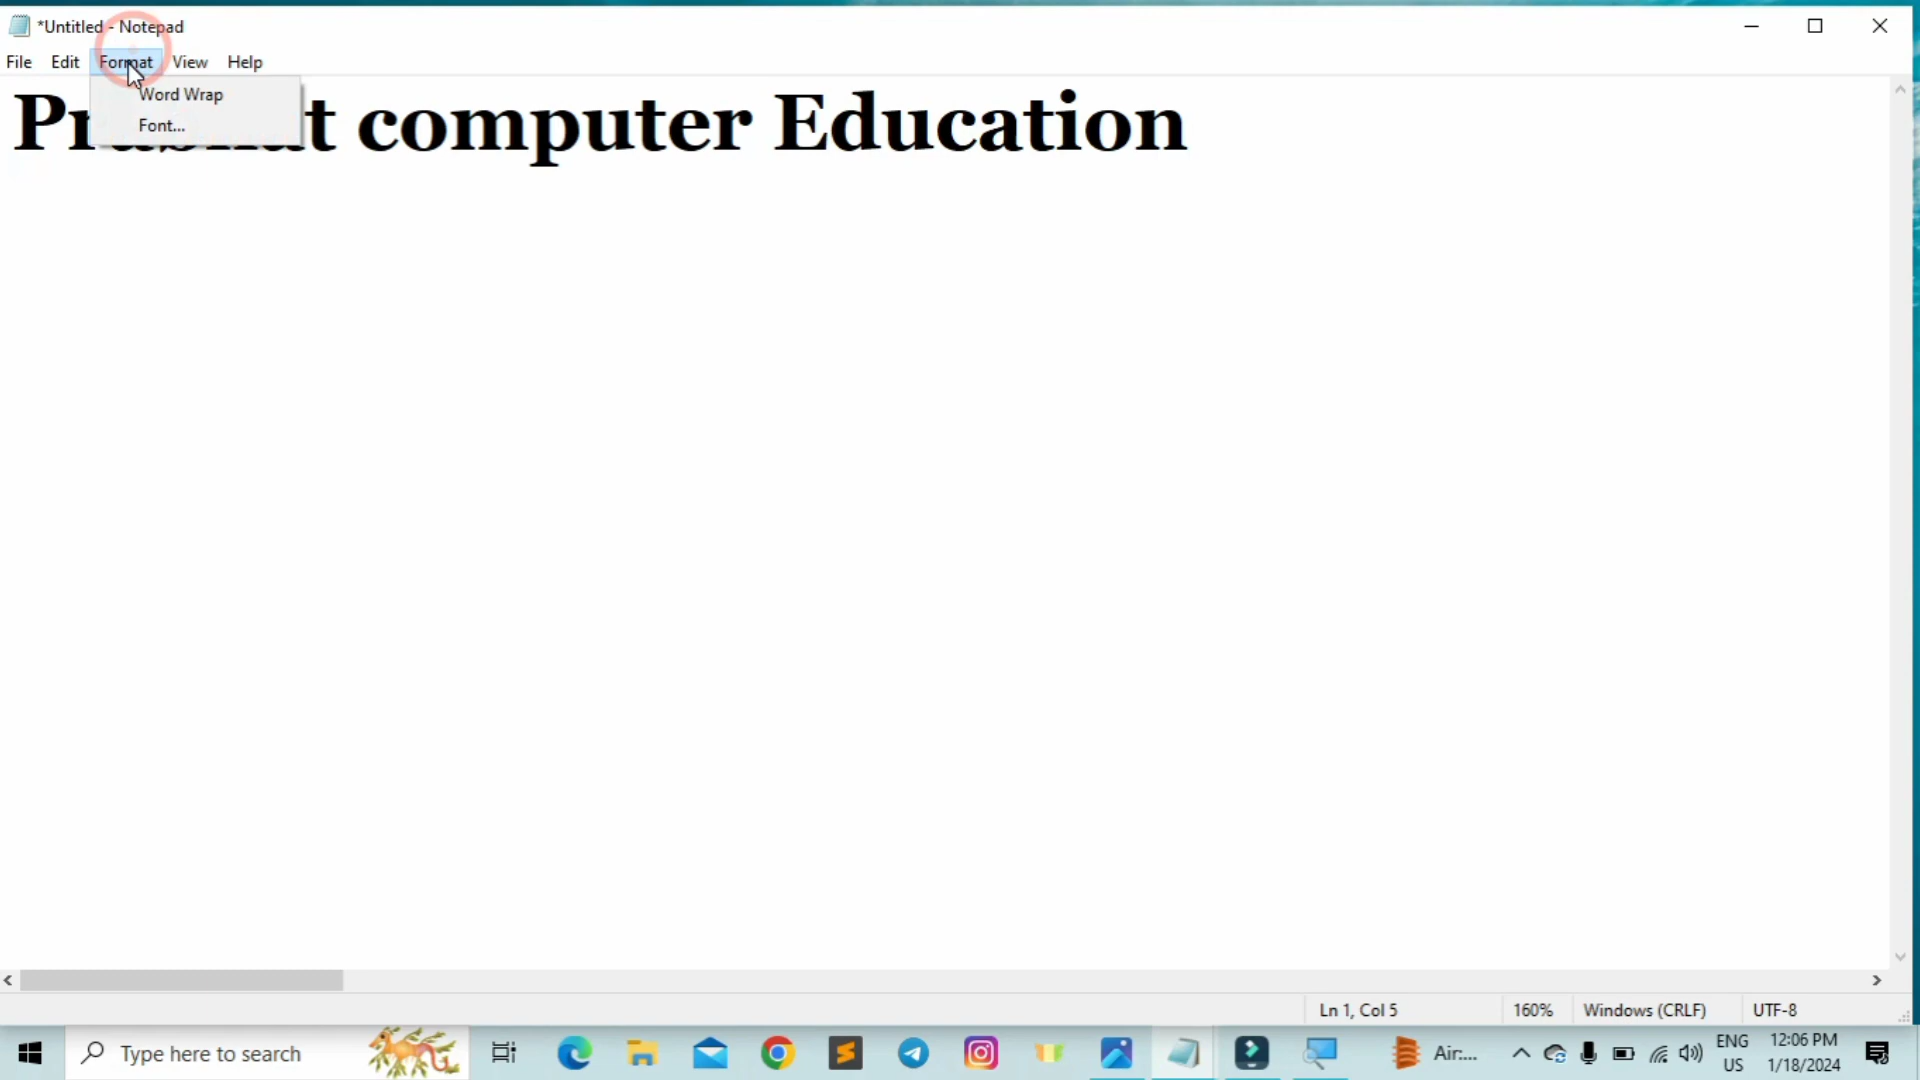 *Untitled - Notepad
File Edit Format View Help
Word Wrap
Font...
computer Education
Ln 1, Col 5
160%
Windows (CRLF)
UTF-8
Type here to search
Air:...
ENG
US
12:06 PM
1/18/2024